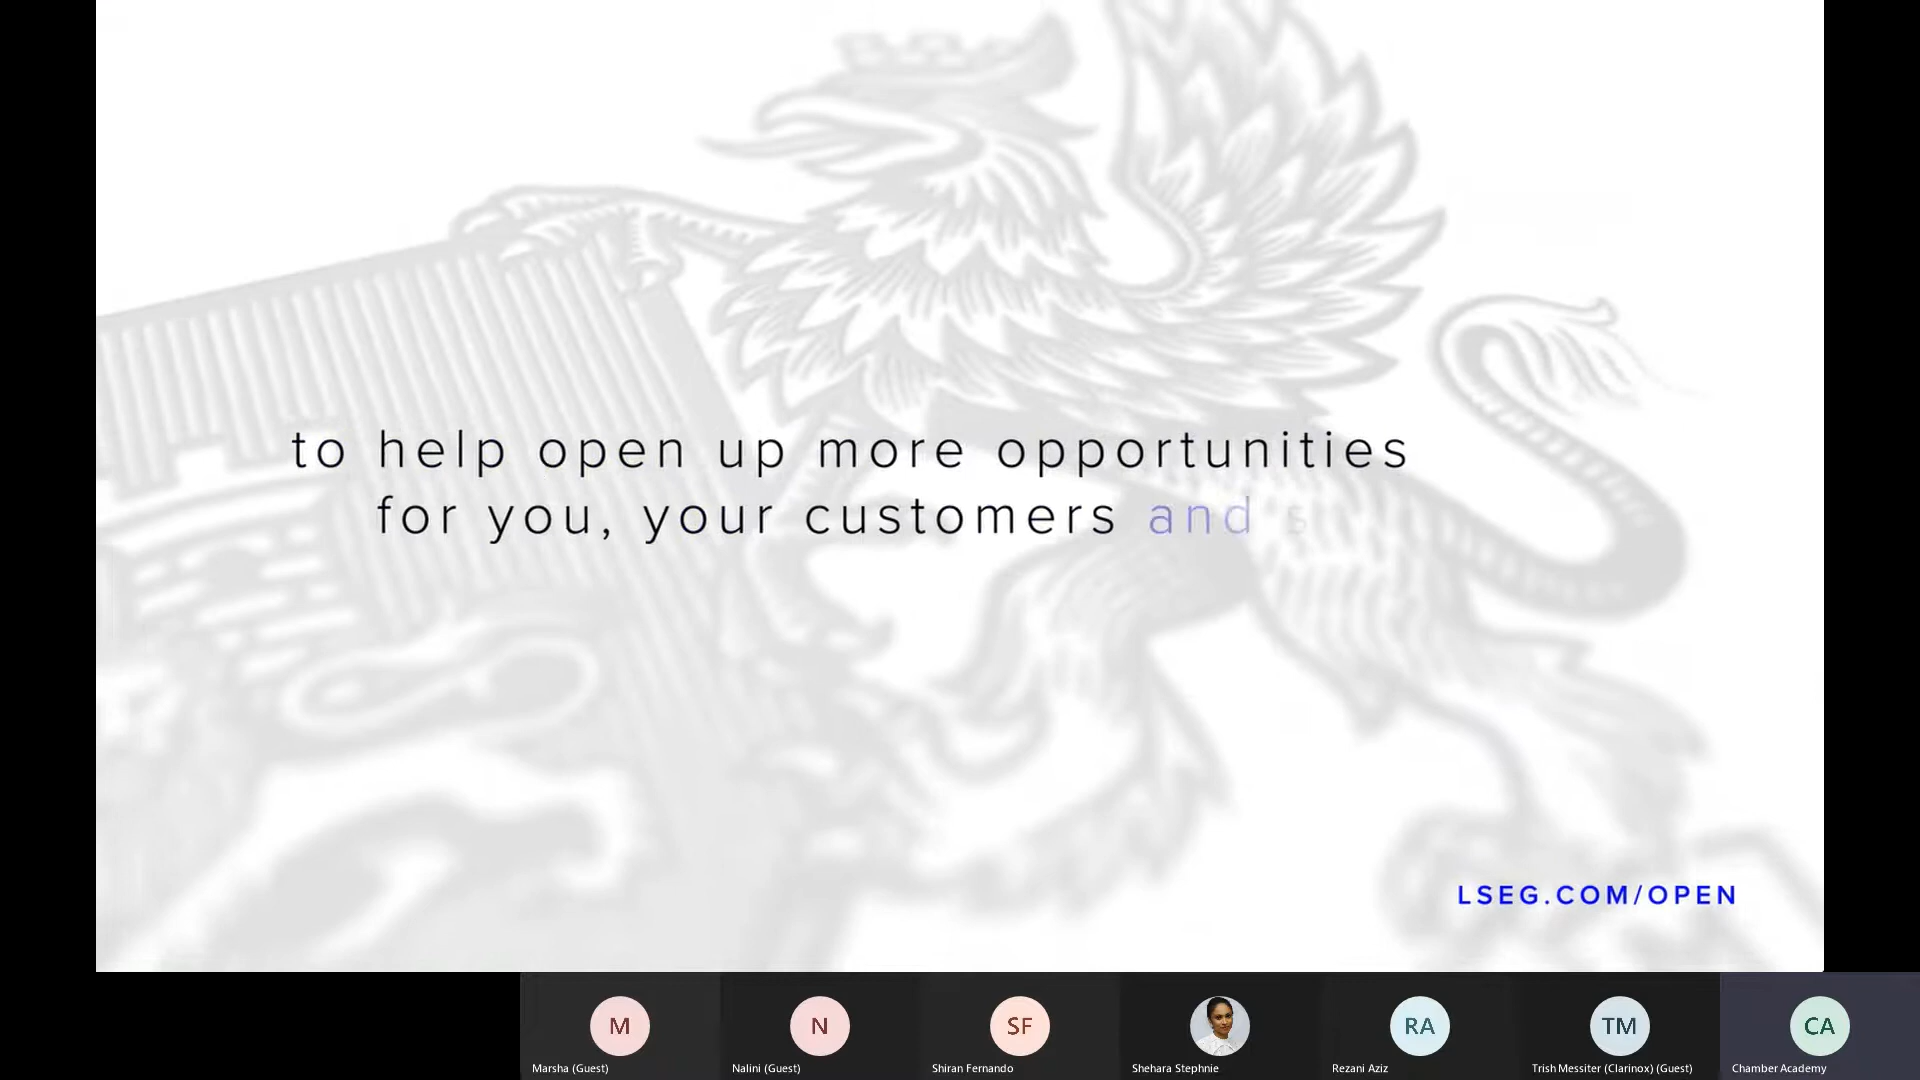 to help open up more opportunities
for you, your customers and s
LSEG.COM/OPEN
M
N
SF
RA
TM
CA
Marsha (Guest)
Nalini (Guest)
Shiran Fernando
Shehara Stephnie
Rezani Aziz
Trish Messiter (Clarinox) (Guest)
Chamber Academy